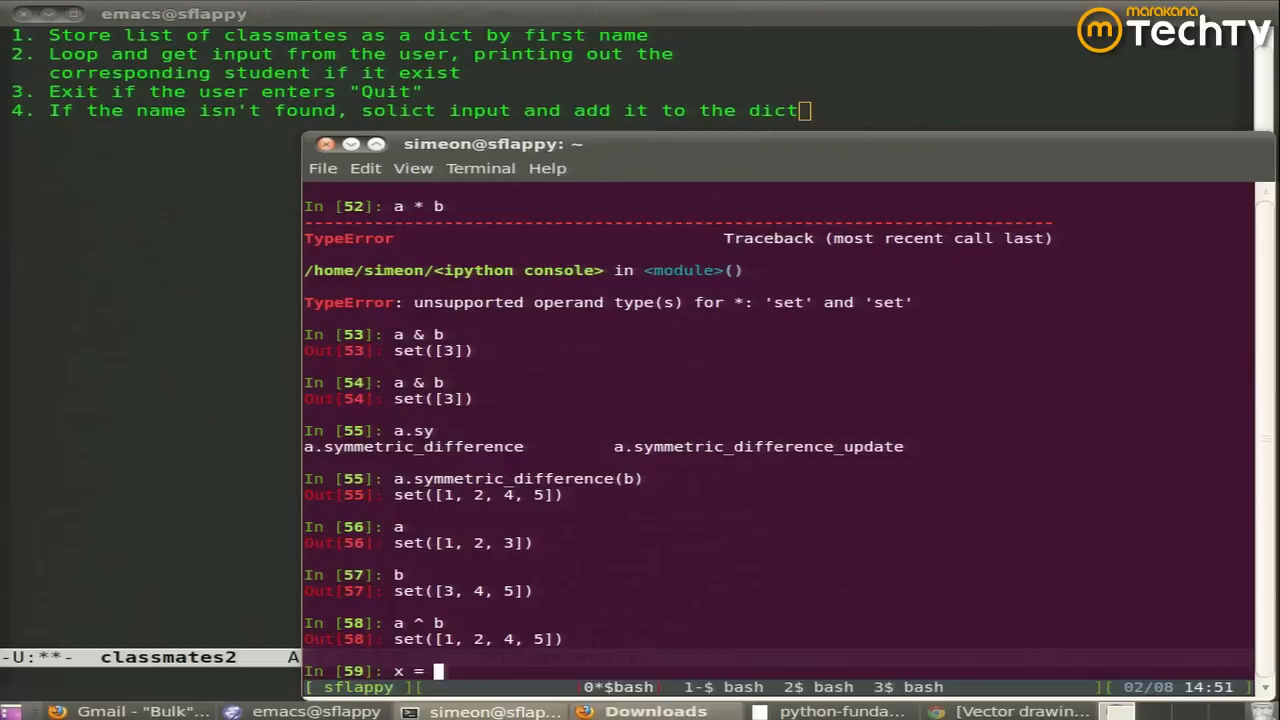 emacs@sflappy
marakana
TechTV
1. Store list of classmates as a dict by first name
2. Loop and get input from the user, printing out the
corresponding student if it exist
3. Exit if the user enters "Quit"
4. If the name isn't found, solict input and add it to the dict
simeon@sflappy: ~
File Edit View Terminal Help
In [52]: a * b
---------------------------------------------------------------------------
TypeError                                 Traceback (most recent call last)
/home/simeon/<ipython console> in <module>()
TypeError: unsupported operand type(s) for *: 'set' and 'set'
In [53]: a & b
Out[53]: set([3])
In [54]: a & b
Out[54]: set([3])
In [55]: a.sy
a.symmetric_difference         a.symmetric_difference_update
In [55]: a.symmetric_difference(b)
Out[55]: set([1, 2, 4, 5])
In [56]: a
Out[56]: set([1, 2, 3])
In [57]: b
Out[57]: set([3, 4, 5])
In [58]: a ^ b
Out[58]: set([1, 2, 4, 5])
In [59]: x =
-U:**-  classmates2  A
[ sflappy ][ 0*$bash) 1-$ bash 2$ bash 3$ bash ][ 02/08 14:51 ]
Gmail - "Bulk"... emacs@sflappy simeon@sflap... Downloads python-funda... [Vector drawin...